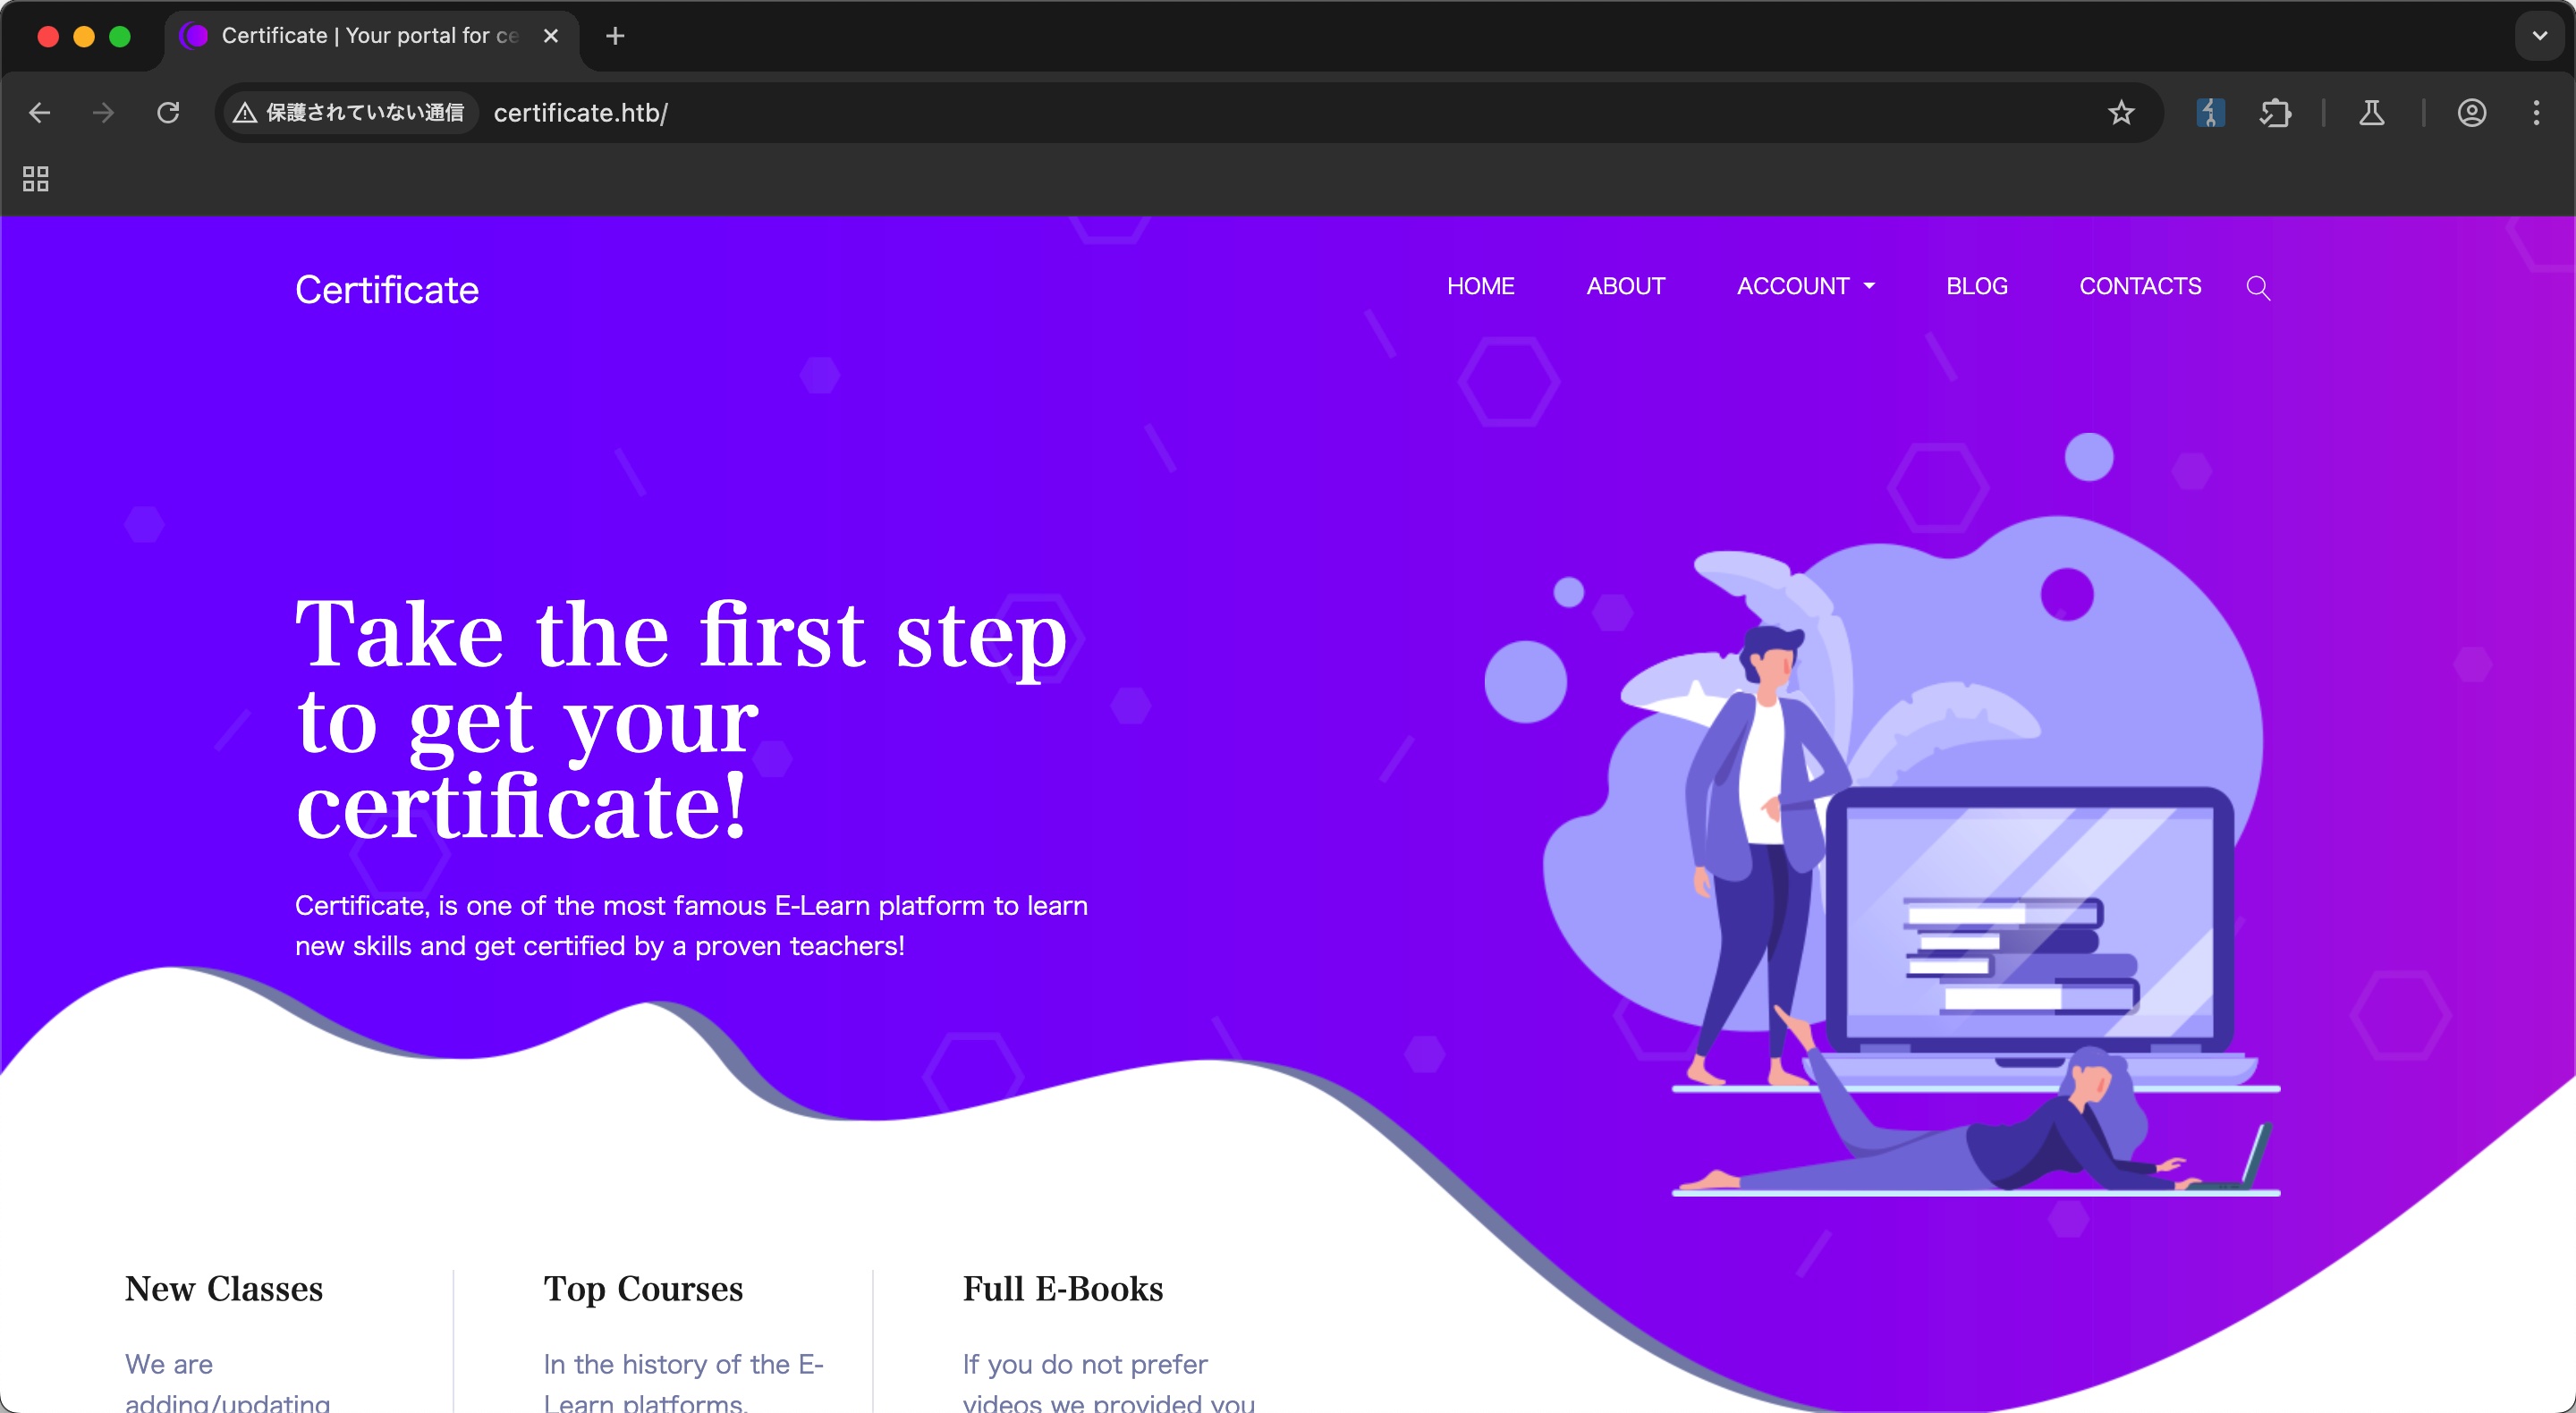 Certificate | Your portal for ce
保護されていない通信 certificate.htb/
Certificate
HOME ABOUT ACCOUNT BLOG CONTACTS
Take the first step
to get your
certificate!
Certificate, is one of the most famous E-Learn platform to learn
new skills and get certified by a proven teachers!
New Classes
We are
adding/updating
Top Courses
In the history of the E-
Learn platforms,
Full E-Books
If you do not prefer
videos we provided you